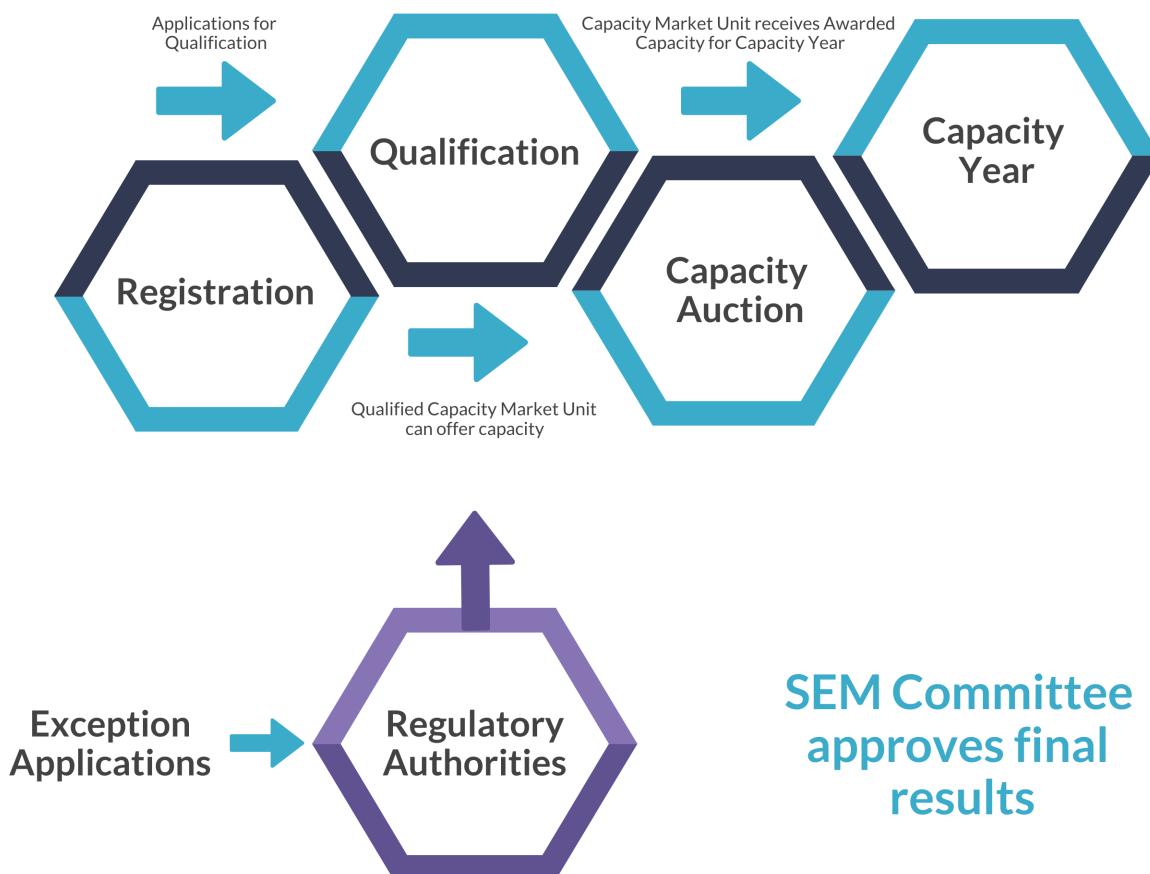 Applications for
Qualification
Capacity Market Unit receives Awarded
Capacity for Capacity Year
Qualification
Capacity
Year
Registration
Capacity
Auction
Qualified Capacity Market Unit
can offer capacity
Exception
Applications
Regulatory
Authorities
SEM Committee
approves final
results